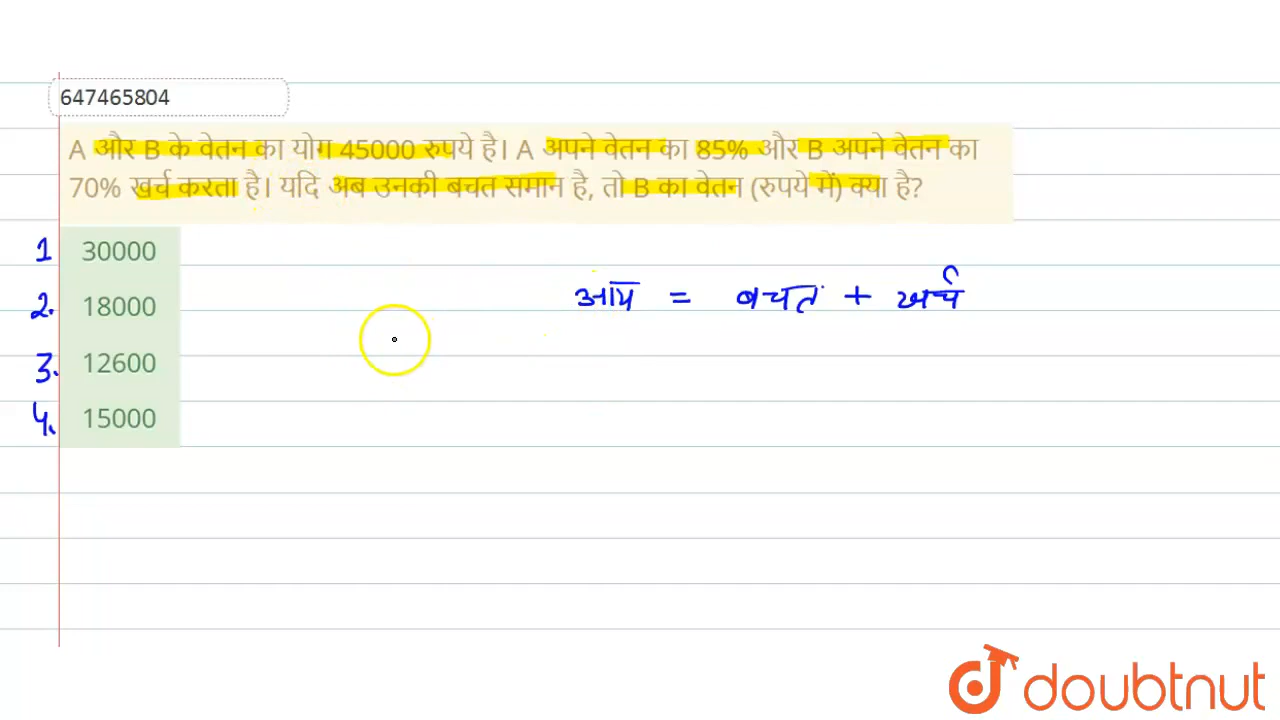 647465804
A और B के वेतन का योग 45000 रुपये है। A अपने वेतन का 85% और B अपने वेतन का
70% खर्च करता है। यदि अब उनकी बचत समान है, तो B का वेतन (रुपये में) क्या है?
1 30000
आय = बचत + खर्च
2. 18000
3. 12600
4. 15000
doubtnut